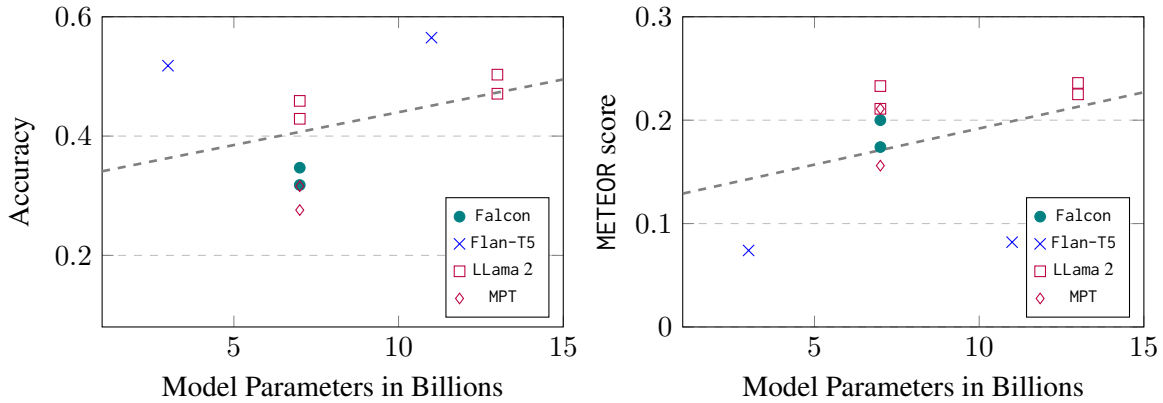 0.6
0.4
0.2
Accuracy
5
10
15
Model Parameters in Billions
Falcon
Flan-T5
LLama 2
MPT
0.3
0.2
0.1
0
METEOR score
5
10
15
Model Parameters in Billions
Falcon
Flan-T5
LLama 2
MPT